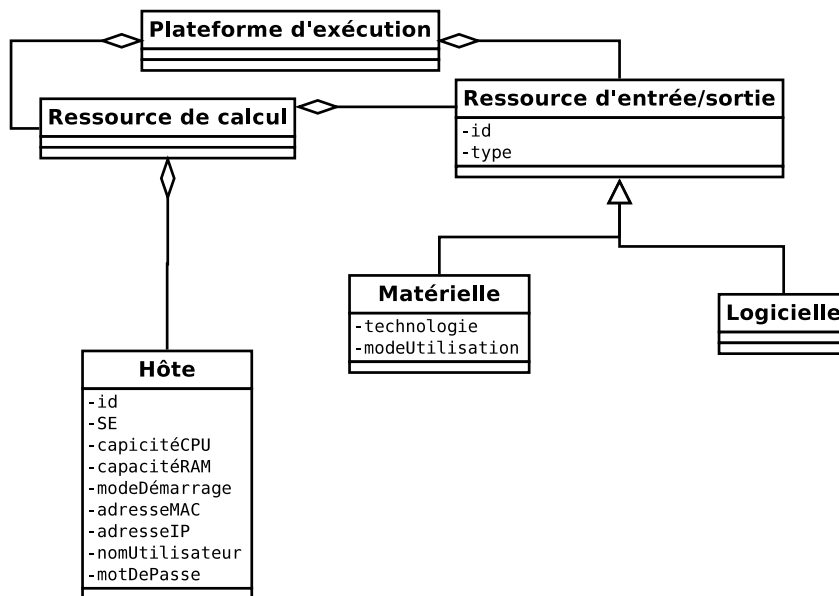 Plateforme d'exécution
Ressource de calcul
Ressource d'entrée/sortie
-id
-type
Matérielle
-technologie
-modeUtilisation
Logicielle
Hôte
-id
-SE
-capicitéCPU
-capacitéRAM
-modeDémarrage
-adresseMAC
-adresseIP
-nomUtilisateur
-motDePasse